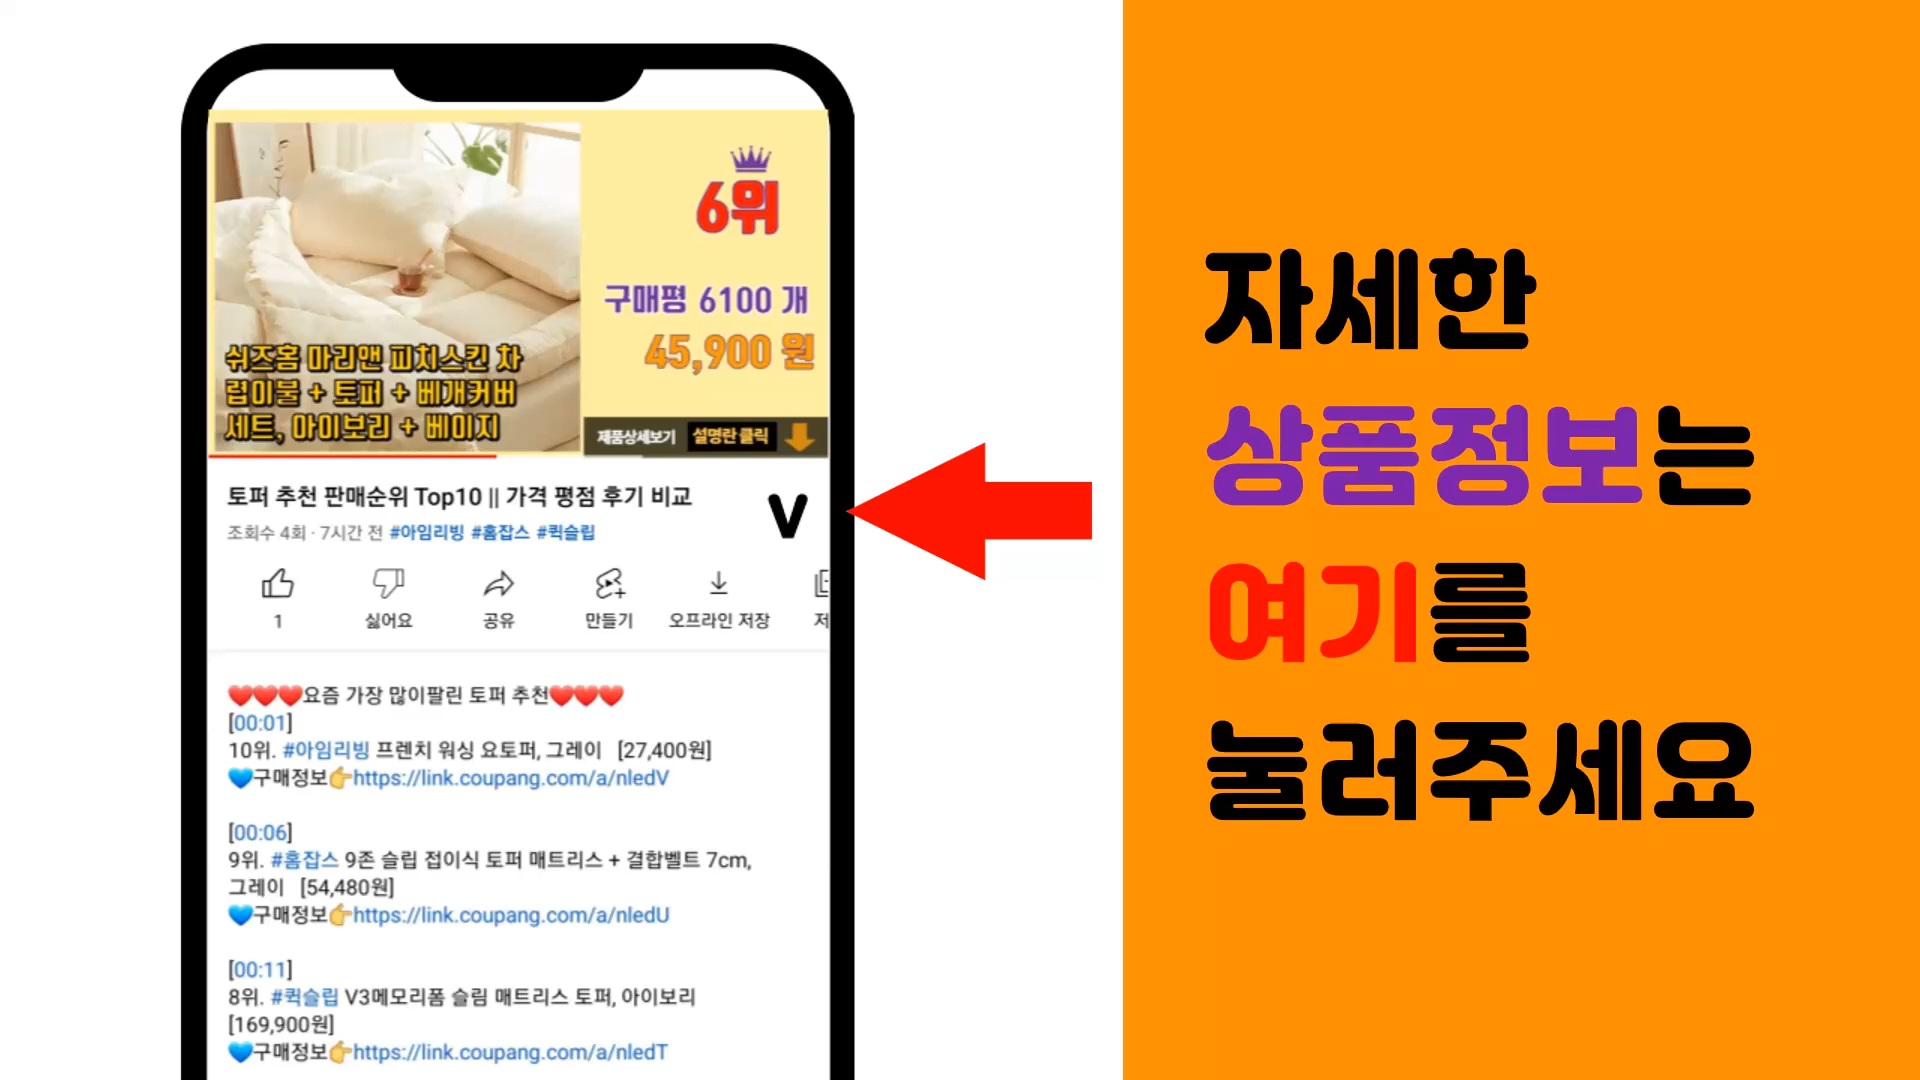 6위
구매평 6100 개
45,900 원
쉬즈홈 마리앤 피치스킨 차
렵이불 + 토퍼 + 베개커버
세트, 아이보리 + 베이지
제품상세보기 설명란 클릭
토퍼 추천 판매순위 Top10 || 가격 평점 후기 비교
V
조회수 4회 · 7시간 전 #아임리빙 #홈잡스 #퀵슬립
1 싫어요 공유 만들기 오프라인 저장 저
❤️❤️❤️요즘 가장 많이팔린 토퍼 추천❤️❤️❤️
[00:01]
10위. #아임리빙 프렌치 워싱 요토퍼, 그레이 [27,400원]
💙구매정보👉https://link.coupang.com/a/nledV
[00:06]
9위. #홈잡스 9존 슬립 접이식 토퍼 매트리스 + 결합벨트 7cm,
그레이 [54,480원]
💙구매정보👉https://link.coupang.com/a/nledU
[00:11]
8위. #퀵슬립 V3메모리폼 슬림 매트리스 토퍼, 아이보리
[169,900원]
💙구매정보👉https://link.coupang.com/a/nledT
자세한
상품정보는
여기를
눌러주세요